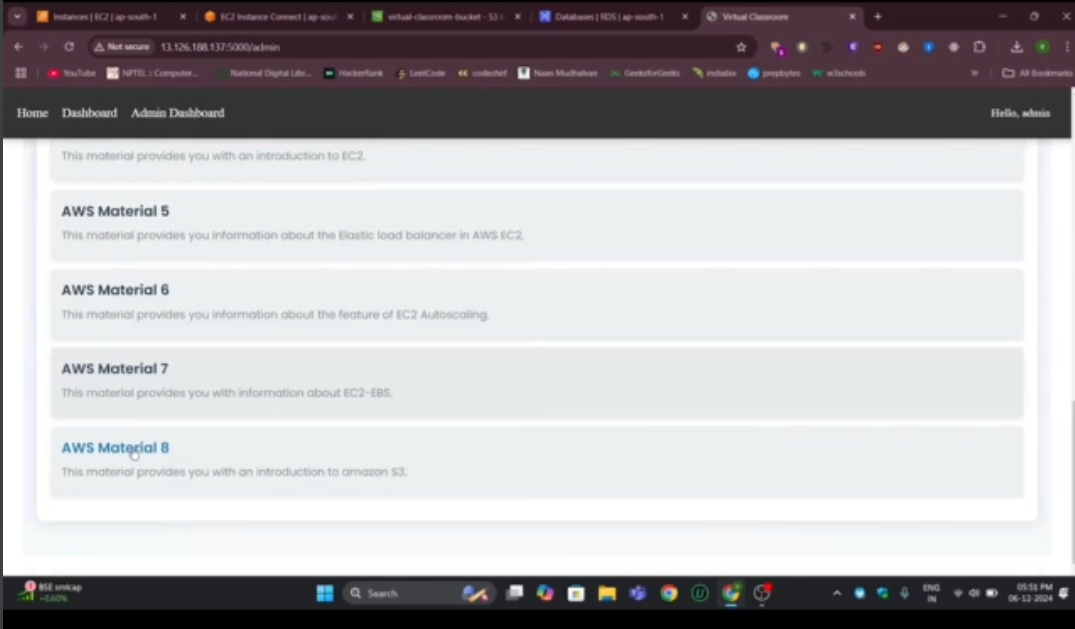 Instances | EC2 | ap-south-1
EC2 Instance Connect | ap-sou
virtual-classroom-bucket - S3 b
Databases | RDS | ap-south-1
Virtual Classroom
Not secure 13.126.188.137:5000/admin
YouTube NPTEL :: Computer... National Digital Libr... HackerRank LeetCode codechef Naan Mudhalvan GeeksforGeeks indiabix prepbytes w3schools » All Bookmarks
Home Dashboard Admin Dashboard Hello, admin
This material provides you with an introduction to EC2.
AWS Material 5
This material provides you information about the Elastic load balancer in AWS EC2.
AWS Material 6
This material provides you information about the feature of EC2 Autoscaling.
AWS Material 7
This material provides you with information about EC2-EBS.
AWS Material 8
This material provides you with an introduction to amazon S3.
BSE smlcap
+0.60%
Search
ENG
IN
05:51 PM
06-12-2024